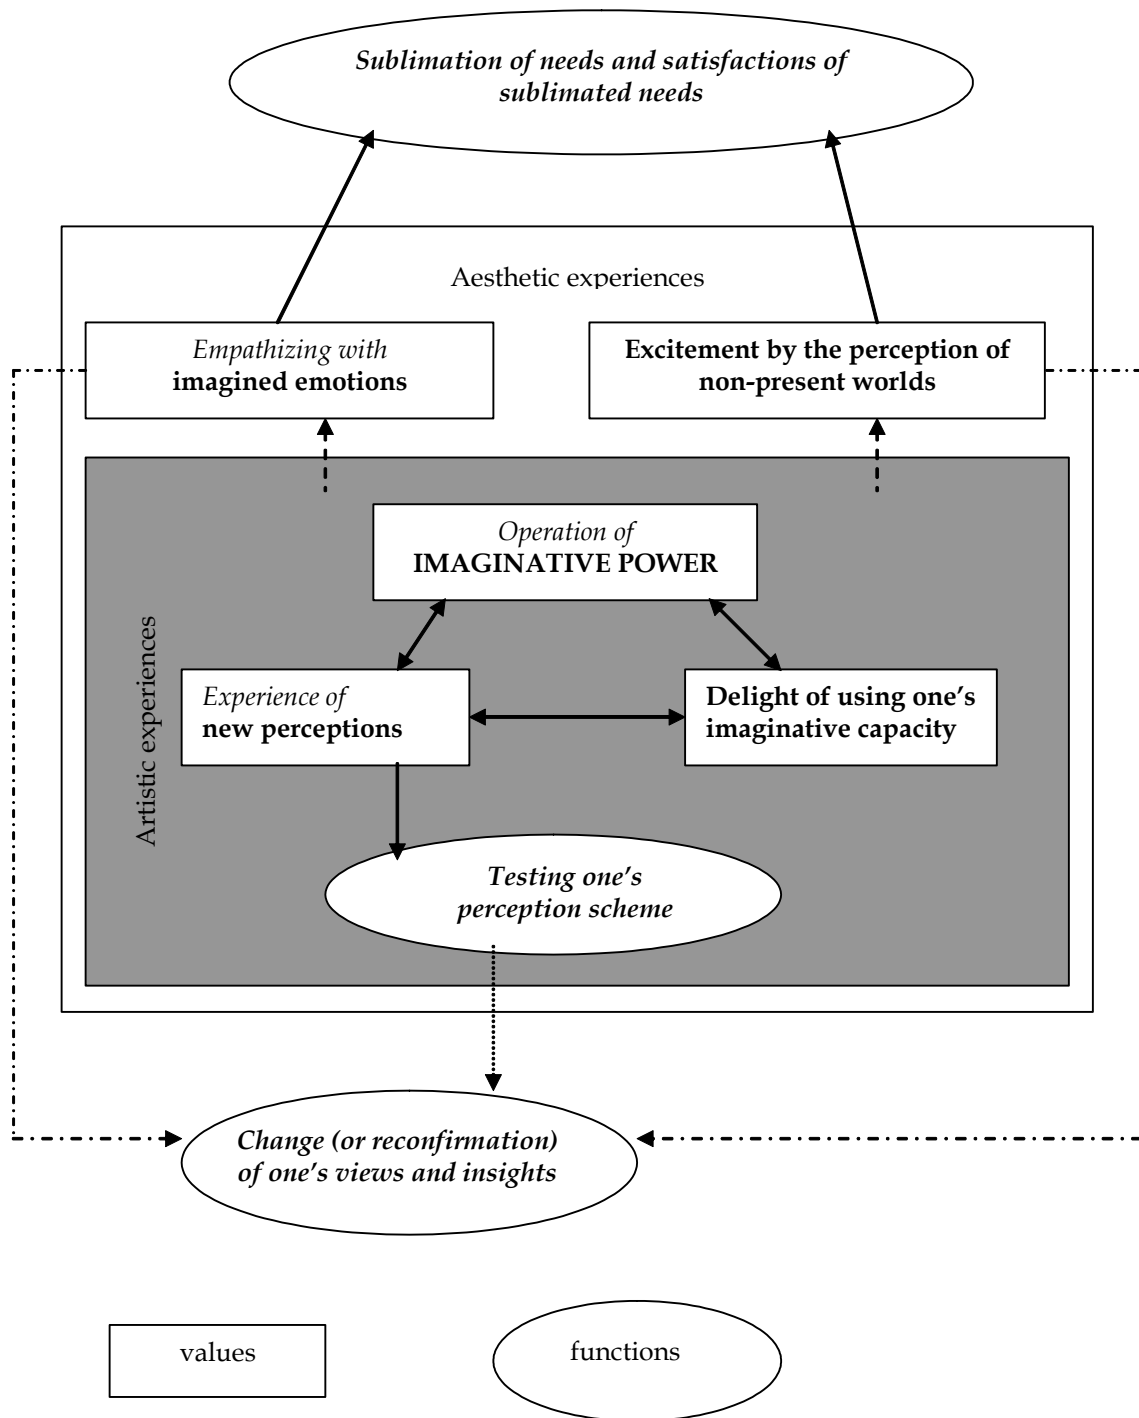 Sublimation of needs and satisfactions of
sublimated needs
Aesthetic experiences
Empathizing with
imagined emotions
Excitement by the perception of
non-present worlds
Operation of
IMAGINATIVE POWER
Artistic experiences
Experience of
new perceptions
Delight of using one’s
imaginative capacity
Testing one’s
perception scheme
Change (or reconfirmation)
of one’s views and insights
values
functions